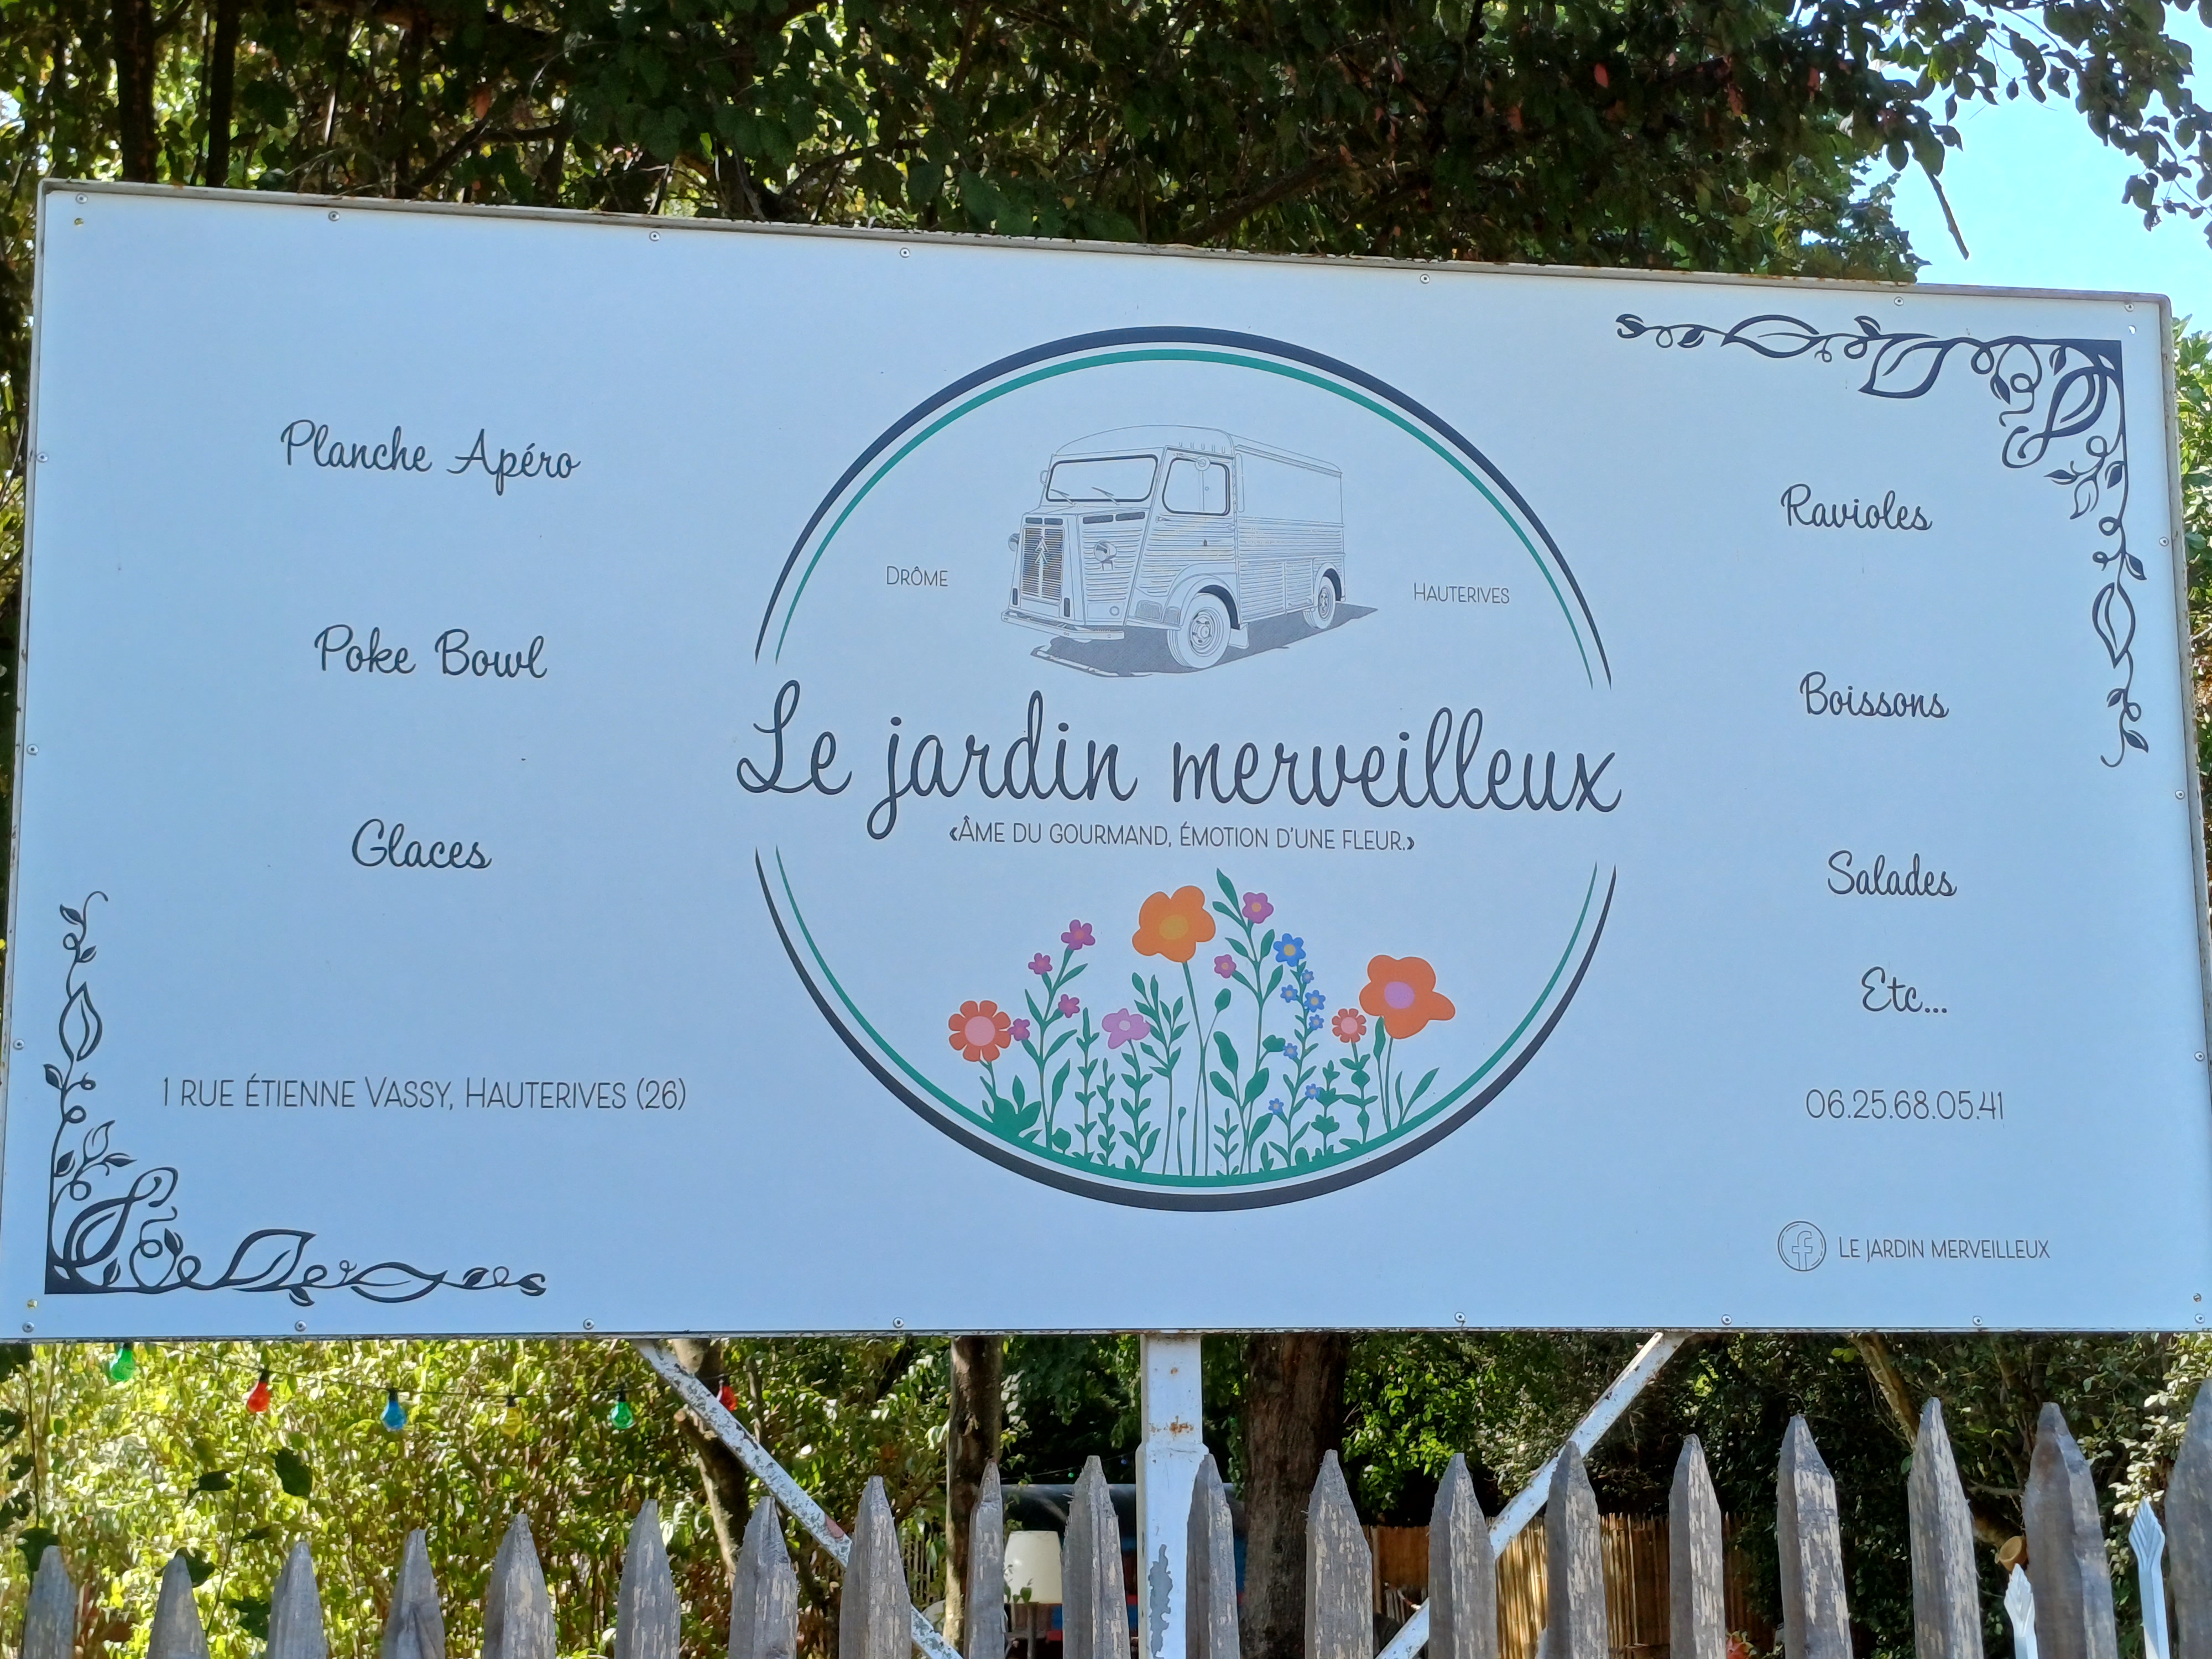 Planche Apéro
Poke Bowl
Glaces
1 RUE ÉTIENNE VASSY, HAUTERIVES (26)
DRÔME
HAUTERIVES
Le jardin merveilleux
«ÂME DU GOURMAND, ÉMOTION D'UNE FLEUR.»
Ravioles
Boissons
Salades
Etc...
06.25.68.05.41
LE JARDIN MERVEILLEUX